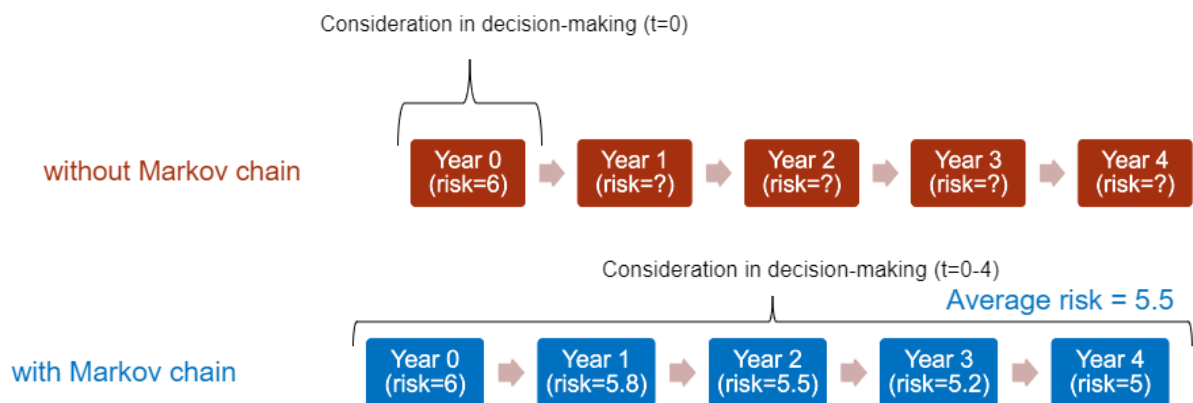 Consideration in decision-making (t=0)
without Markov chain
Year 0
(risk=6)
Year 1
(risk=?)
Year 2
(risk=?)
Year 3
(risk=?)
Year 4
(risk=?)
Consideration in decision-making (t=0-4)
Average risk = 5.5
with Markov chain
Year 0
(risk=6)
Year 1
(risk=5.8)
Year 2
(risk=5.5)
Year 3
(risk=5.2)
Year 4
(risk=5)